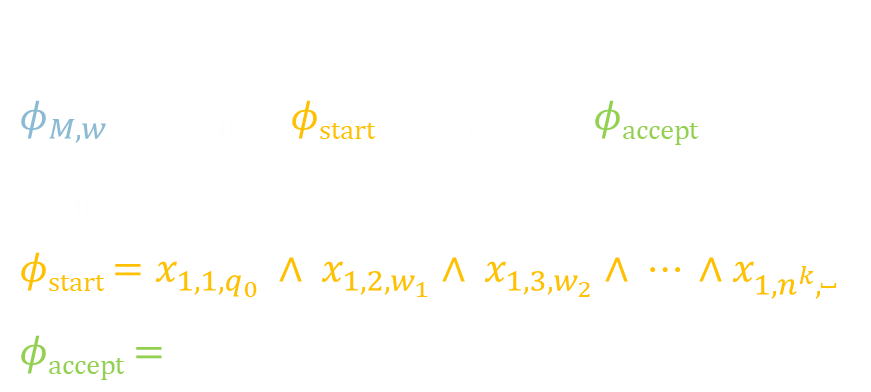 ϕ_{M,w} ϕ_start ϕ_accept
ϕ_start = x_{1,1,q_0} ∧ x_{1,2,w_1} ∧ x_{1,3,w_2} ∧ ⋯ ∧ x_{1,n^k,␣}
ϕ_accept =